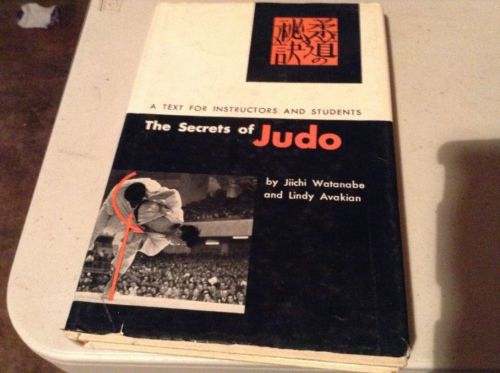 柔道の
秘訣
A TEXT FOR INSTRUCTORS AND STUDENTS
The Secrets of Judo
by Jiichi Watanabe
and Lindy Avakian